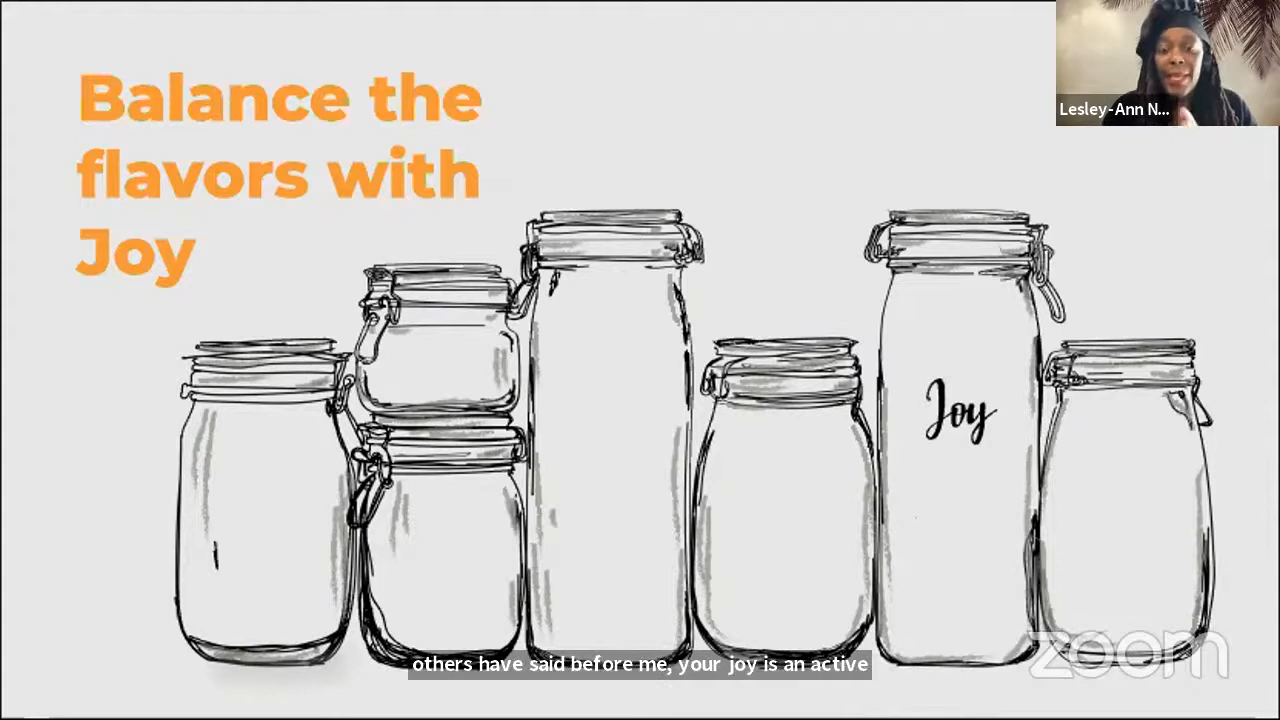 Balance the
flavors with
Joy
Lesley-Ann N...
Joy
others have said before me, your joy is an active
zoom